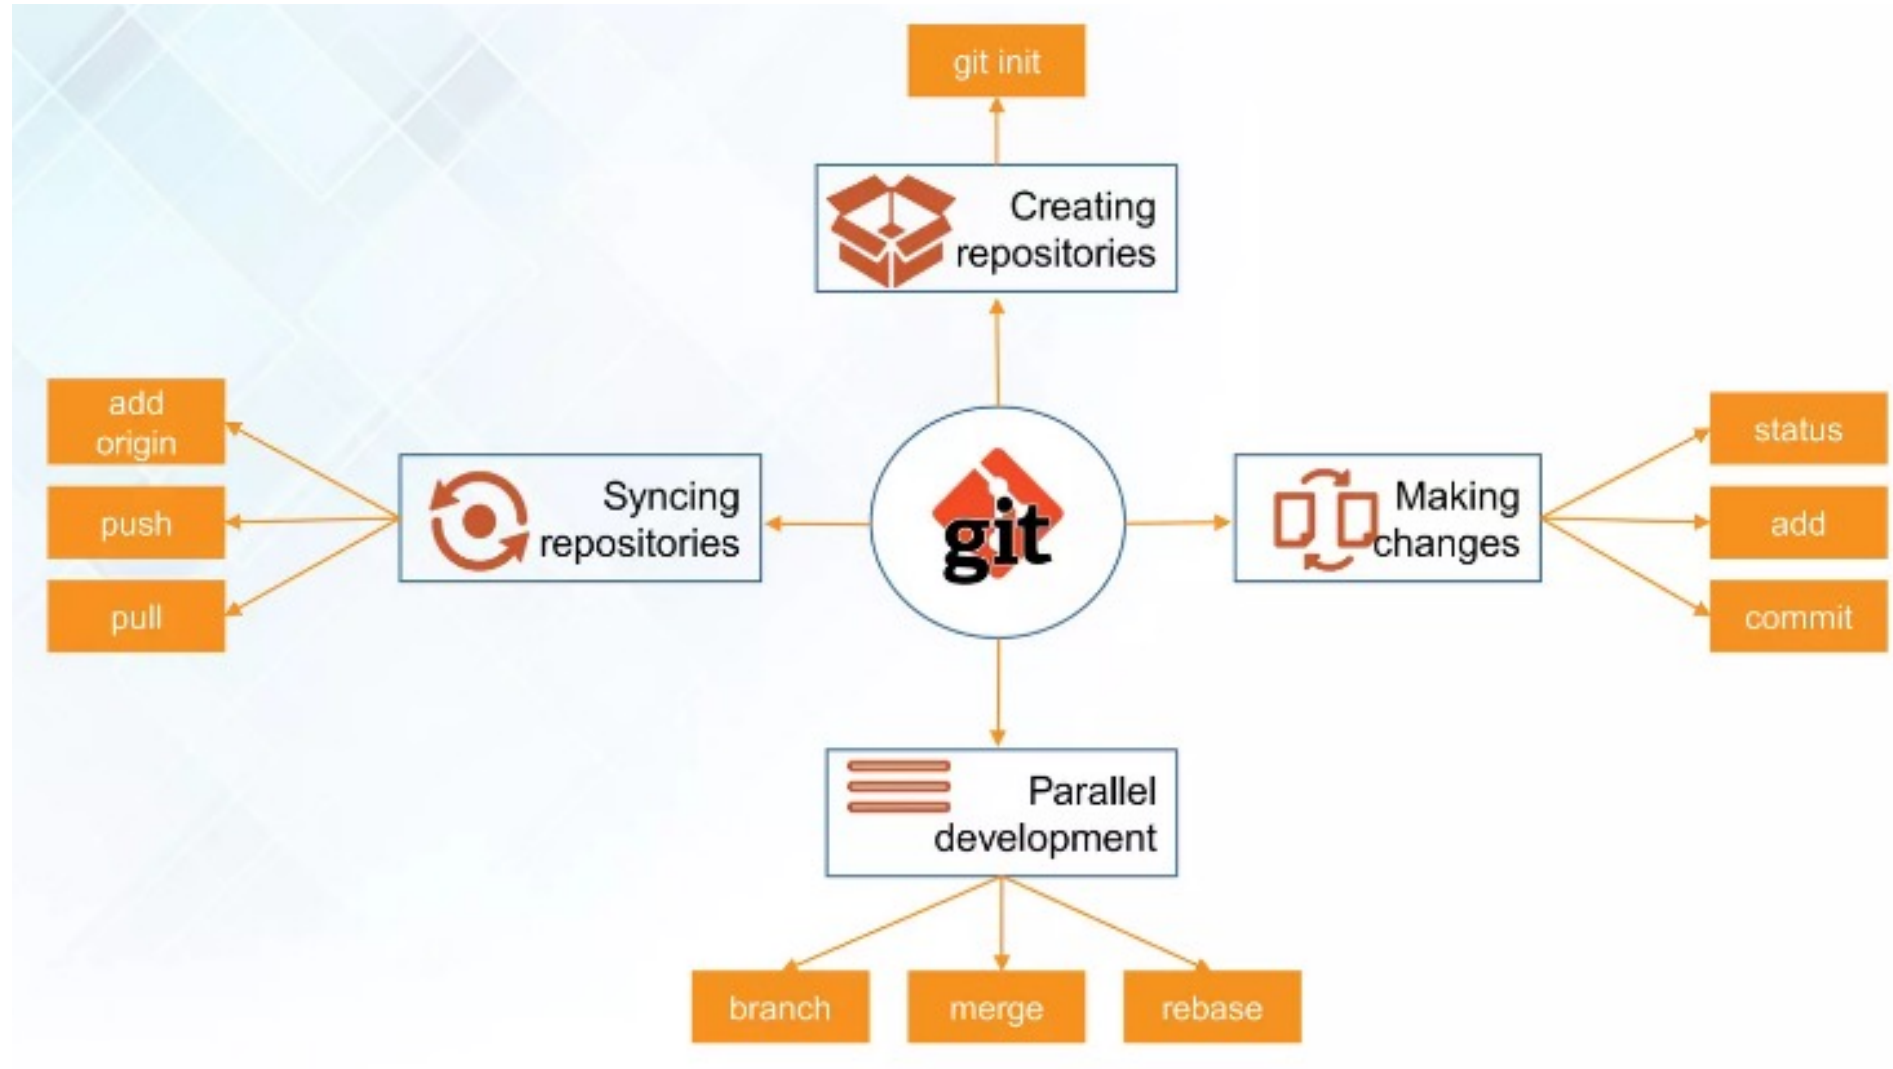 git init
Creating
repositories
add
origin
push
pull
Syncing
repositories
git
Making
changes
status
add
commit
Parallel
development
branch
merge
rebase